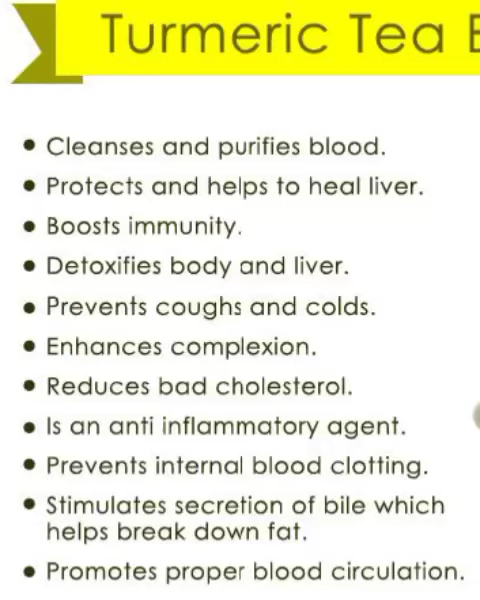 Turmeric Tea
• Cleanses and purifies blood.
• Protects and helps to heal liver.
• Boosts immunity.
• Detoxifies body and liver.
• Prevents coughs and colds.
• Enhances complexion.
• Reduces bad cholesterol.
• Is an anti inflammatory agent.
• Prevents internal blood clotting.
• Stimulates secretion of bile which
helps break down fat.
• Promotes proper blood circulation.